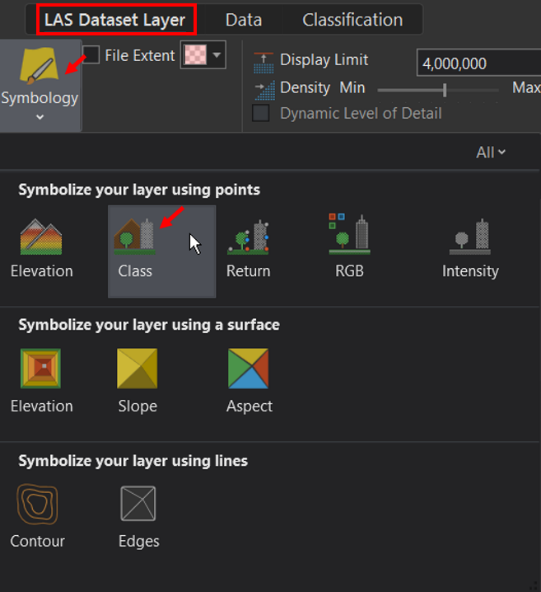 LAS Dataset Layer Data Classification
Symbology
File Extent
Display Limit 4,000,000
Density Min Max
Dynamic Level of Detail
All
Symbolize your layer using points
Elevation Class Return RGB Intensity
Symbolize your layer using a surface
Elevation Slope Aspect
Symbolize your layer using lines
Contour Edges